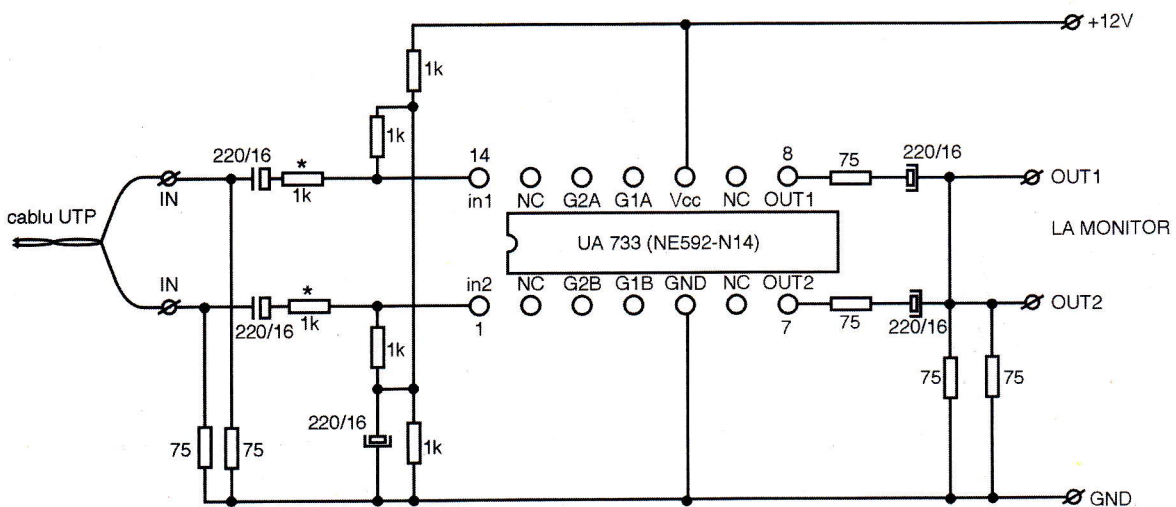 +12V
1k
1k
220/16
*
1k
14
8
75
220/16
IN
in1
NC
G2A
G1A
Vcc
NC
OUT1
OUT1
cablu UTP
UA 733 (NE592-N14)
LA MONITOR
IN
in2
NC
G2B
G1B
GND
NC
OUT2
OUT2
220/16
*
1k
1
7
75
220/16
1k
75
75
220/16
1k
75
75
GND